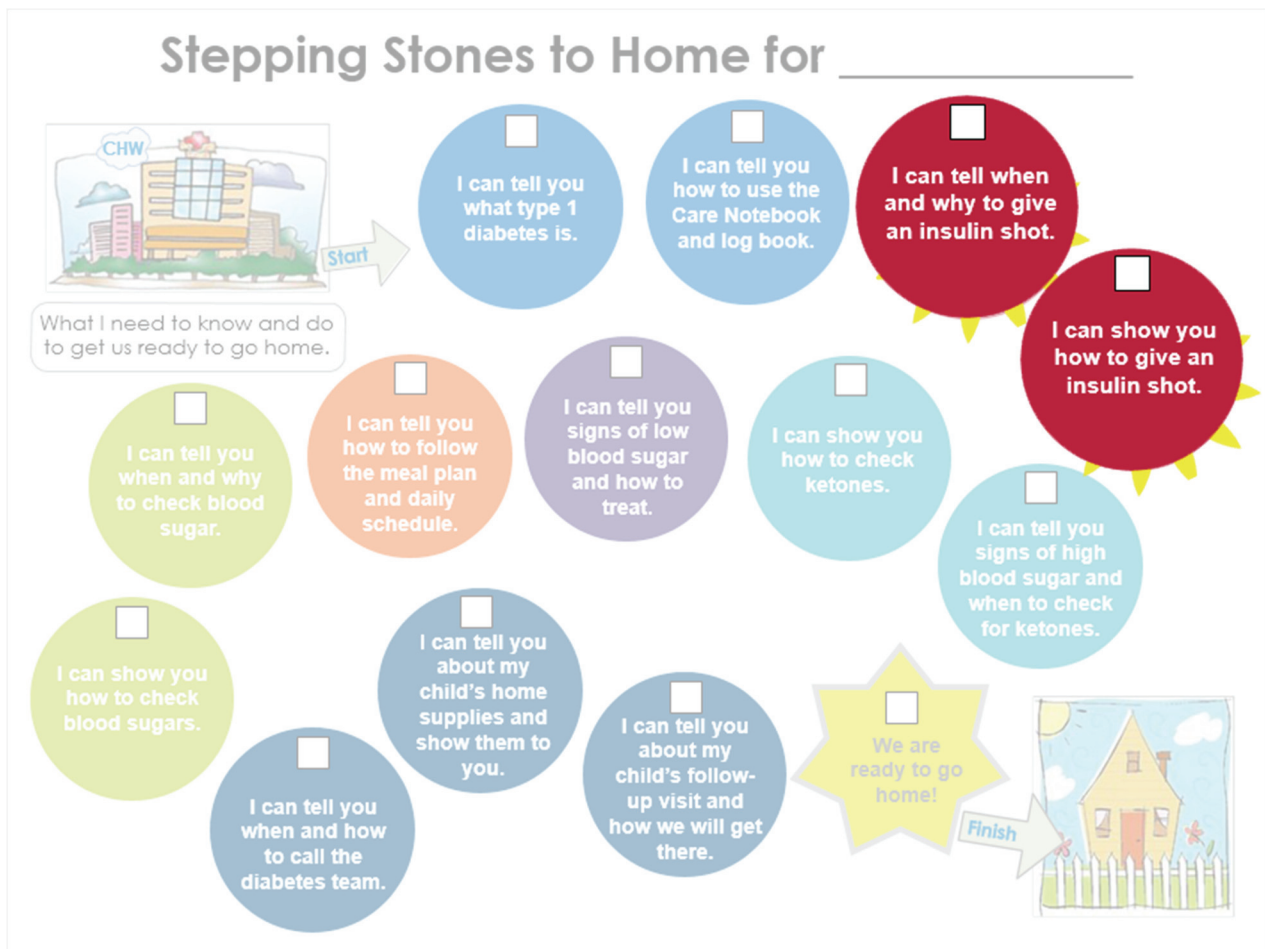 Stepping Stones to Home for ____________
CHW
Start
What I need to know and do
to get us ready to go home.
I can tell you
what type 1
diabetes is.
I can tell you
how to use the
Care Notebook
and log book.
I can tell when
and why to give
an insulin shot.
I can show you
how to give an
insulin shot.
I can tell you
signs of high
blood sugar and
when to check
for ketones.
I can show you
how to check
ketones.
I can tell you
signs of low
blood sugar
and how to
treat.
I can tell you
how to follow
the meal plan
and daily
schedule.
I can tell you
when and why
to check blood
sugar.
I can show you
how to check
blood sugars.
I can tell you
when and how
to call the
diabetes team.
I can tell you
about my
child's home
supplies and
show them to
you.
I can tell you
about my
child's follow-
up visit and
how we will get
there.
We are
ready to go
home!
Finish